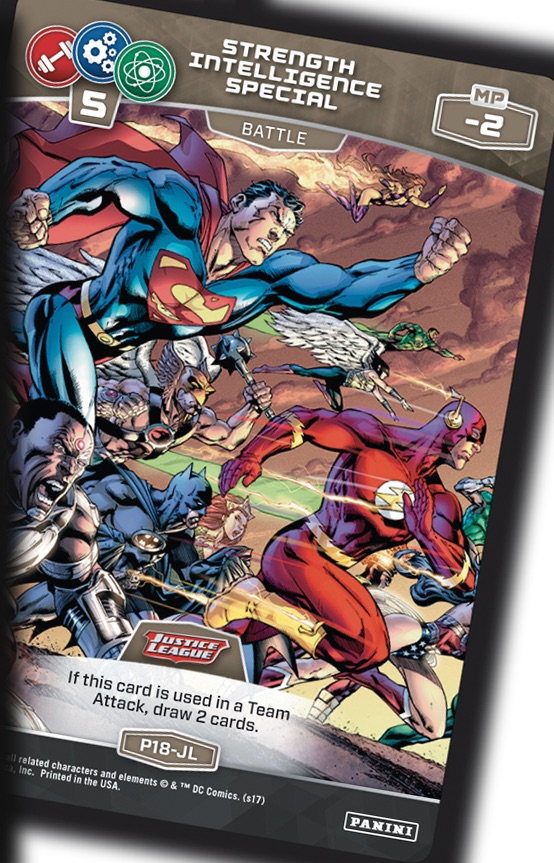 STRENGTH
INTELLIGENCE
SPECIAL
5
MP
-2
BATTLE
JUSTICE
LEAGUE
If this card is used in a Team
Attack, draw 2 cards.
P18-JL
all related characters and elements © & ™ DC Comics. (s17)
Inc. Printed in the USA.
PANINI